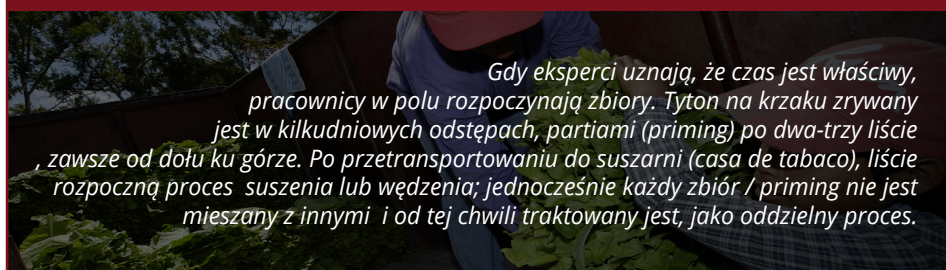 Gdy eksperci uznają, że czas jest właściwy,
pracownicy w polu rozpoczynają zbiory. Tyton na krzaku zrywany
jest w kilkudniowych odstępach, partiami (priming) po dwa-trzy liście
, zawsze od dołu ku górze. Po przetransportowaniu do suszarni (casa de tabaco), liście
rozpoczną proces  suszenia lub wędzenia; jednocześnie każdy zbiór / priming nie jest
mieszany z innymi  i od tej chwili traktowany jest, jako oddzielny proces.